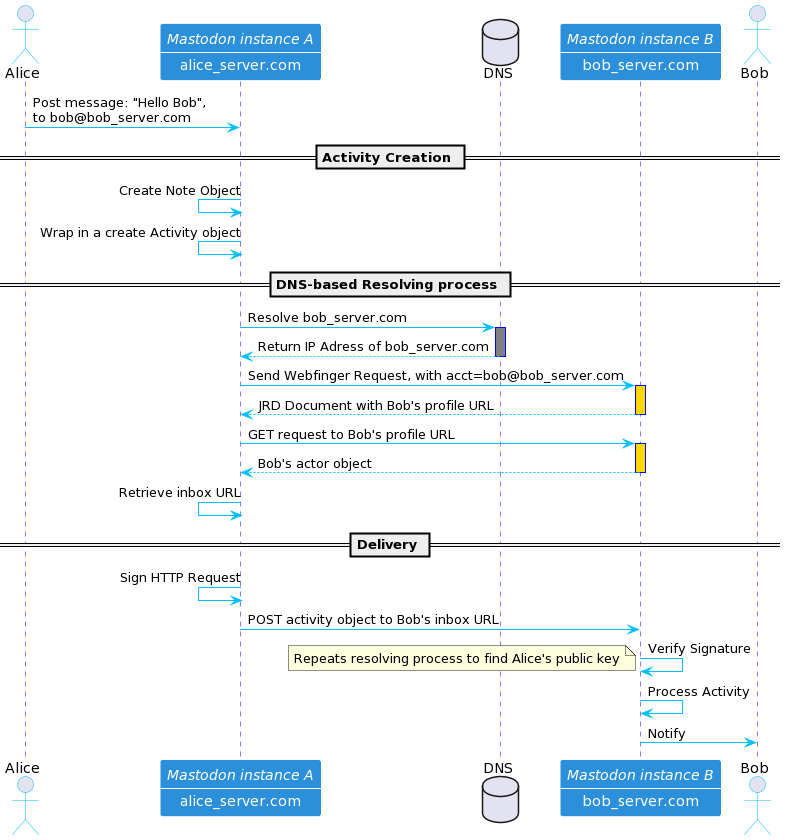 Alice
Mastodon instance A
alice_server.com
DNS
Mastodon instance B
bob_server.com
Bob
Post message: "Hello Bob",
to bob@bob_server.com
Activity Creation
Create Note Object
Wrap in a create Activity object
DNS-based Resolving process
Resolve bob_server.com
Return IP Adress of bob_server.com
Send Webfinger Request, with acct=bob@bob_server.com
JRD Document with Bob's profile URL
GET request to Bob's profile URL
Bob's actor object
Retrieve inbox URL
Delivery
Sign HTTP Request
POST activity object to Bob's inbox URL
Verify Signature
Repeats resolving process to find Alice's public key
Process Activity
Notify
Alice
Mastodon instance A
alice_server.com
DNS
Mastodon instance B
bob_server.com
Bob